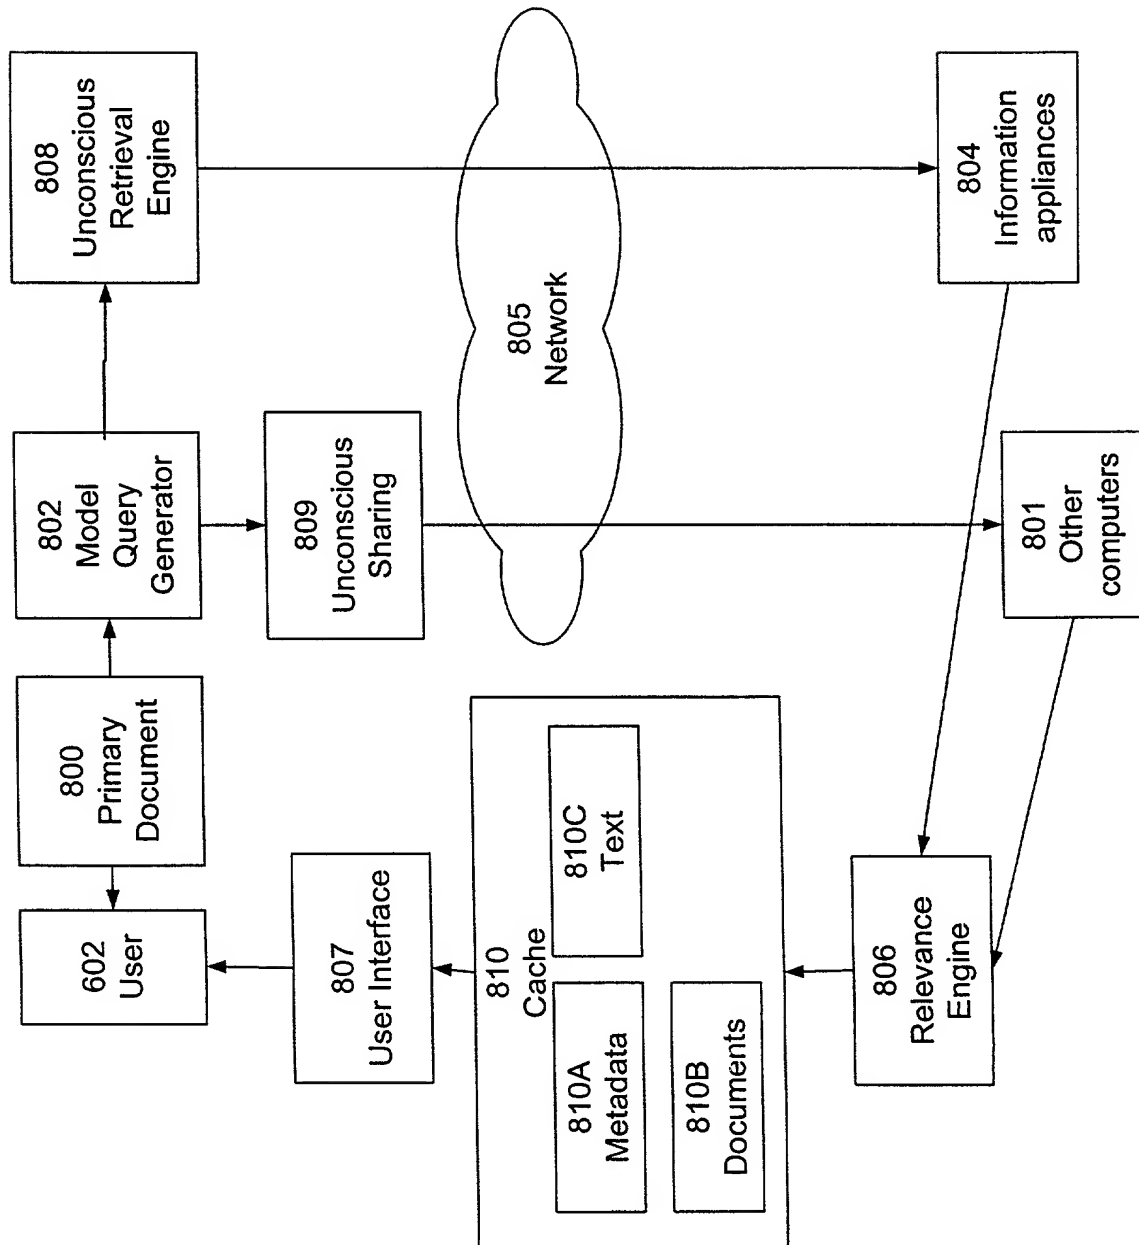 808
Unconscious
Retrieval
Engine
802
Model
Query
Generator
800
Primary
Document
602
User
809
Unconscious
Sharing
807
User Interface
805
Network
810
Cache
810C
Text
810A
Metadata
810B
Documents
804
Information
appliances
801
Other
computers
806
Relevance
Engine